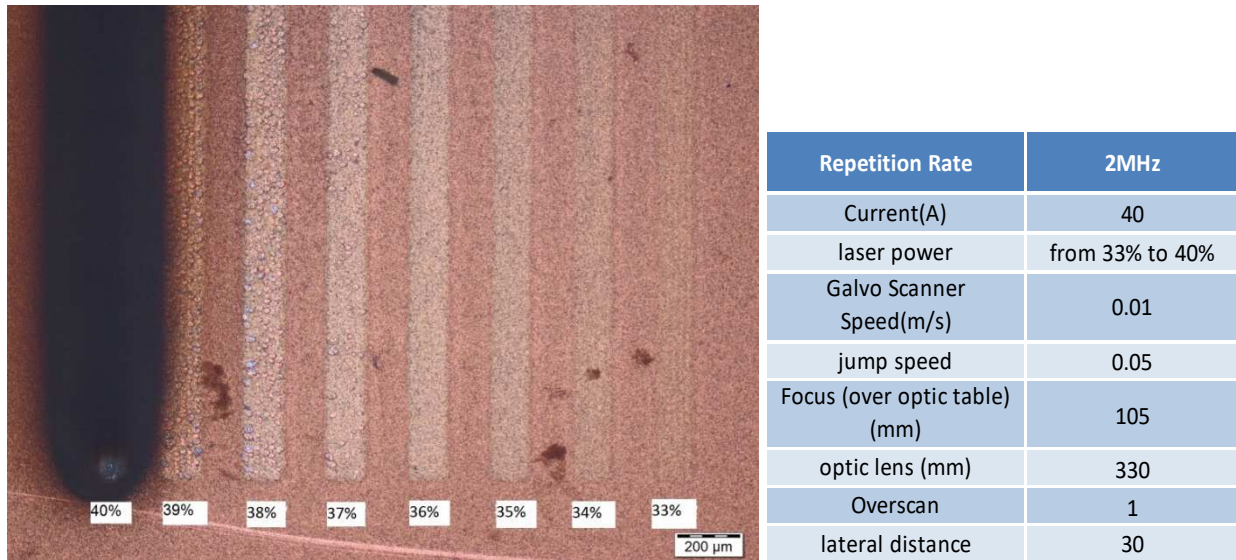 40%
39%
38%
37%
36%
35%
34%
33%
200 µm
Repetition Rate 2MHz
Current(A) 40
laser power from 33% to 40%
Galvo Scanner
Speed(m/s) 0.01
jump speed 0.05
Focus (over optic table)
(mm) 105
optic lens (mm) 330
Overscan 1
lateral distance 30